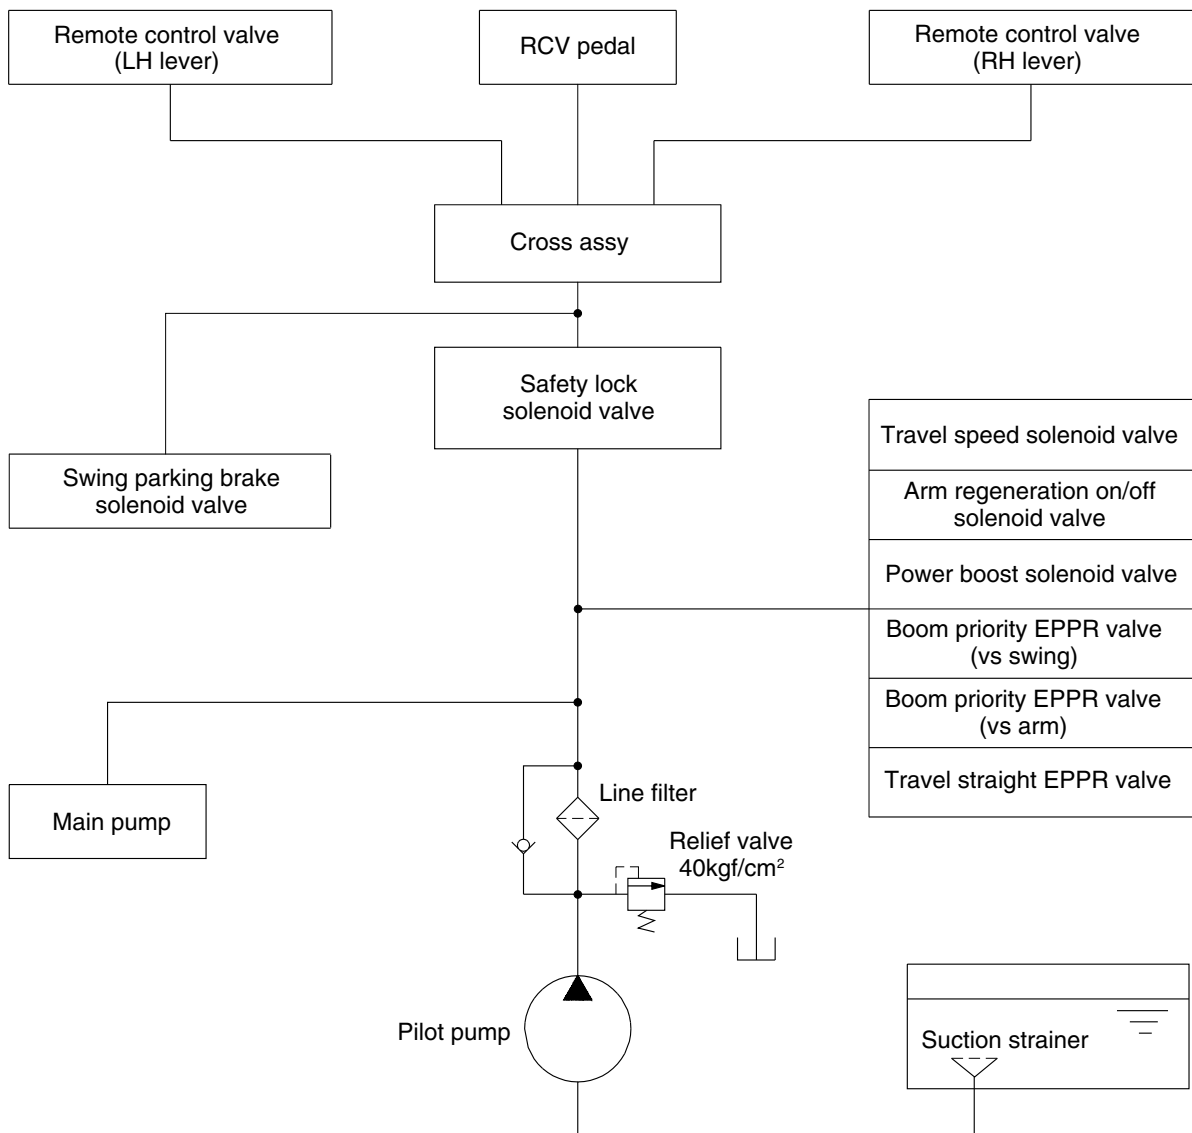 Remote control valve
(LH lever)
RCV pedal
Remote control valve
(RH lever)
Cross assy
Safety lock
solenoid valve
Swing parking brake
solenoid valve
Travel speed solenoid valve
Arm regeneration on/off
solenoid valve
Power boost solenoid valve
Boom priority EPPR valve
(vs swing)
Boom priority EPPR valve
(vs arm)
Travel straight EPPR valve
Main pump
Line filter
Relief valve
40kgf/cm²
Pilot pump
Suction strainer